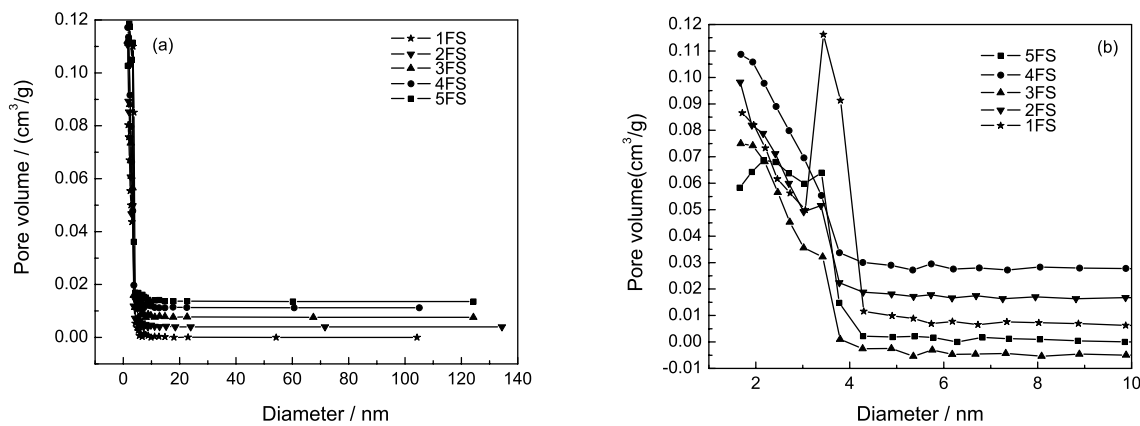 (a)
1FS
2FS
3FS
4FS
5FS
0.12
0.10
0.08
0.06
0.04
0.02
0.00
Pore volume / (cm³/g)
0 20 40 60 80 100 120 140
Diameter / nm
(b)
5FS
4FS
3FS
2FS
1FS
0.12
0.11
0.10
0.09
0.08
0.07
0.06
0.05
0.04
0.03
0.02
0.01
0.00
-0.01
Pore volume(cm³/g)
2 4 6 8 10
Diameter / nm